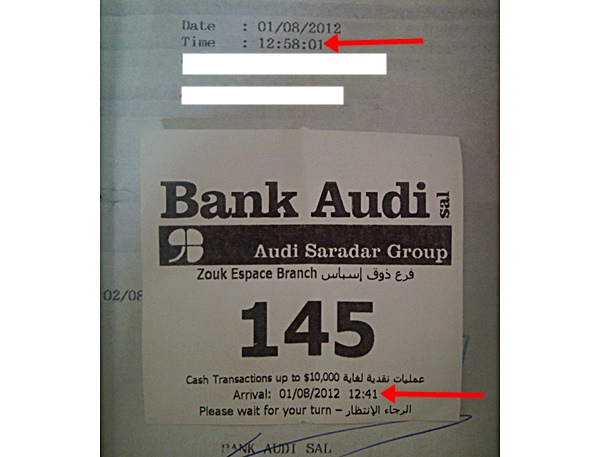 Date : 01/08/2012
Time : 12:58:01
Bank Audi sal
Audi Saradar Group
Zouk Espace Branch فرع ذوق إسباس
02/08
145
Cash Transactions up to $10,000 عمليات نقدية لغاية
Arrival: 01/08/2012 12:41
Please wait for your turn – الرجاء الإنتظار
BANK AUDI SAL